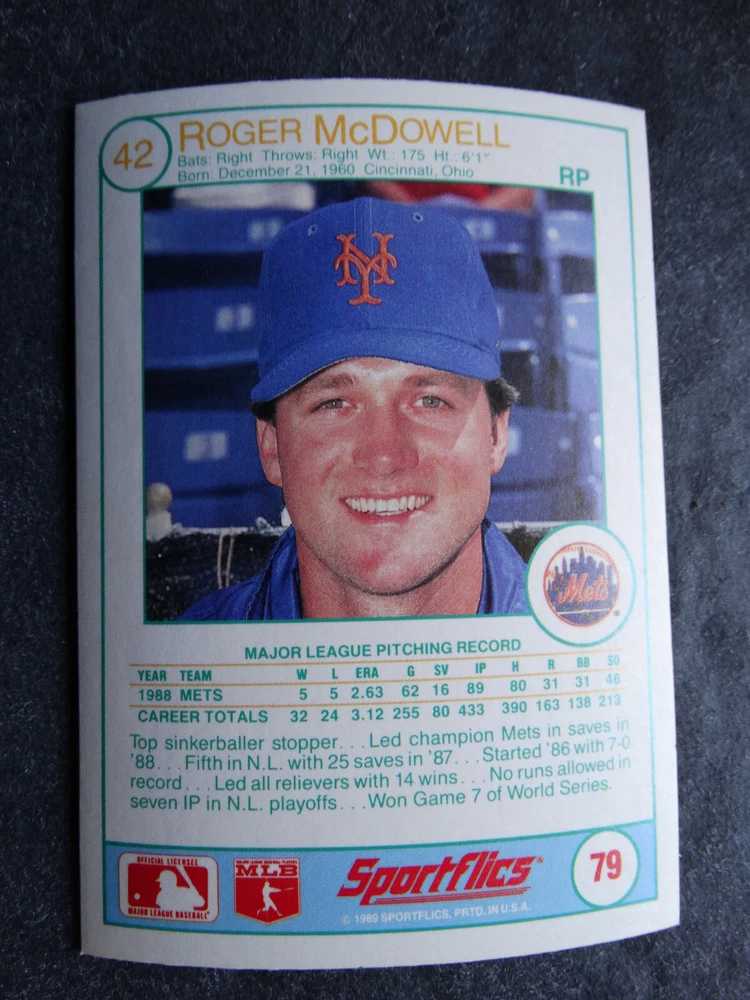 42
ROGER MCDOWELL
Bats: Right Throws: Right Wt.: 175 Ht.: 6'1"
Born: December 21, 1960 Cincinnati, Ohio
RP
NY
Mets
MAJOR LEAGUE PITCHING RECORD
YEAR TEAM W L ERA G SV IP H R BB SO
1988 METS 5 5 2.63 62 16 89 80 31 31 46
CAREER TOTALS 32 24 3.12 255 80 433 390 163 138 213
Top sinkerballer stopper. . . Led champion Mets in saves in
'88. . . Fifth in N.L. with 25 saves in '87. . . Started '86 with 7-0
record. . . Led all relievers with 14 wins. . . No runs allowed in
seven IP in N.L. playoffs. . . Won Game 7 of World Series.
OFFICIAL LICENSEE
MAJOR LEAGUE BASEBALL®
MAJOR LEAGUE BASEBALL PLAYERS
MLB
Sportflics®
© 1989 SPORTFLICS, PRTD. IN U.S.A.
79